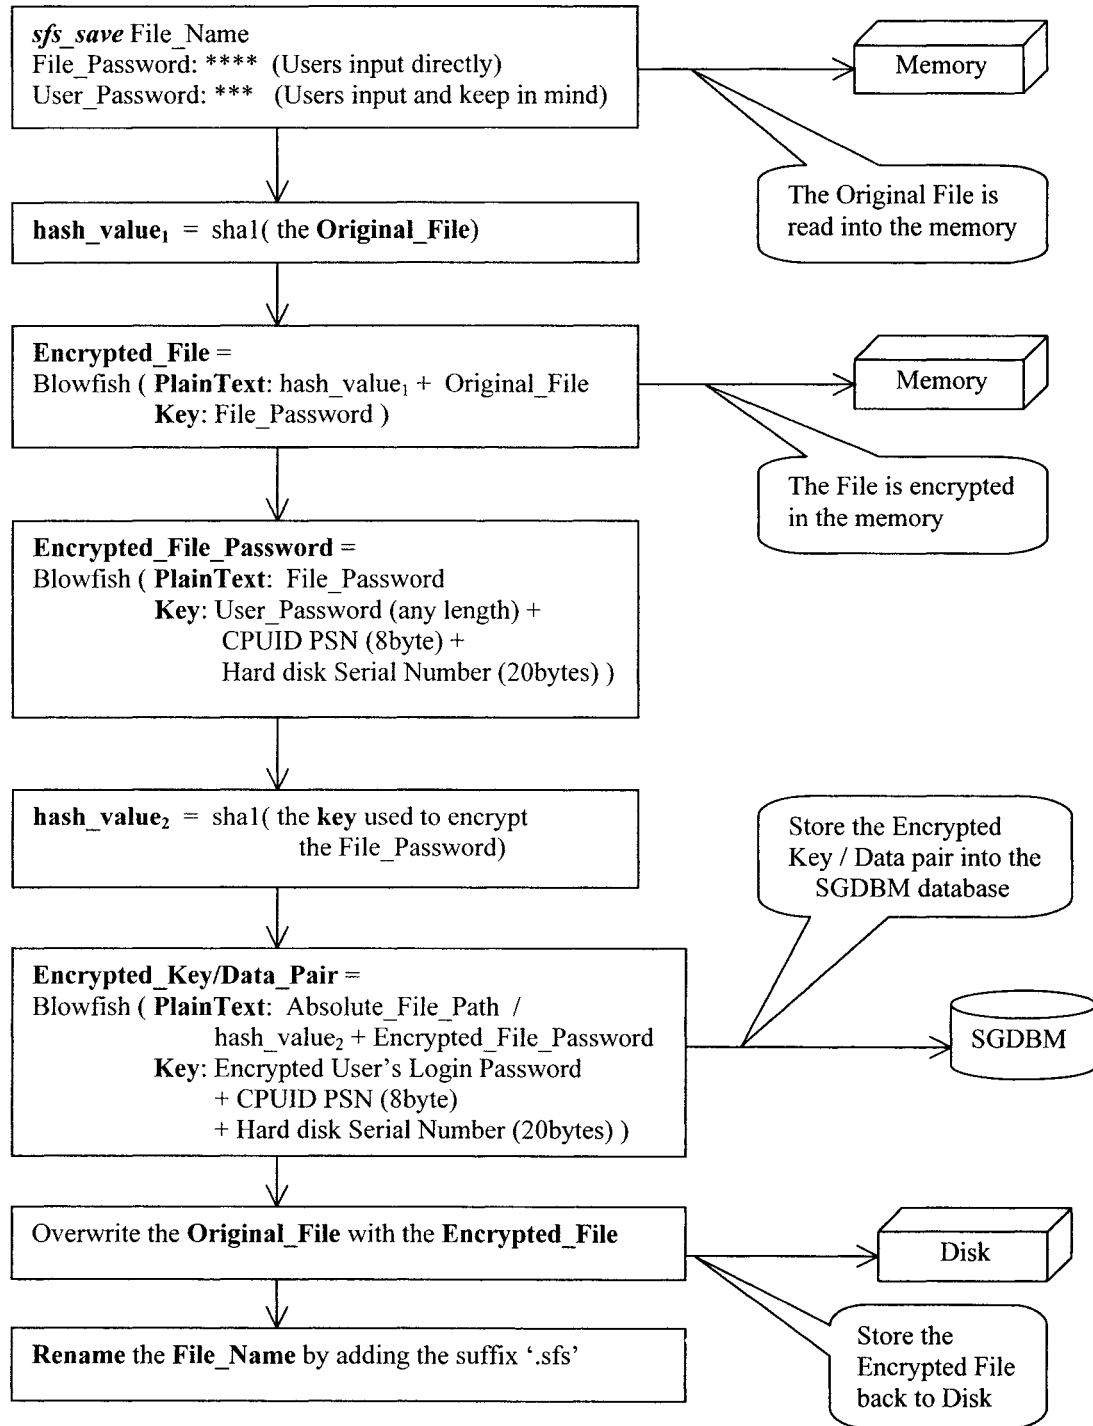 sfs_save File_Name
File_Password: **** (Users input directly)
User_Password: *** (Users input and keep in mind)
Memory
The Original File is
read into the memory
hash_value₁ = sha1( the Original_File)
Encrypted_File =
Blowfish ( PlainText: hash_value₁ + Original_File
Key: File_Password )
Memory
The File is encrypted
in the memory
Encrypted_File_Password =
Blowfish ( PlainText: File_Password
Key: User_Password (any length) +
CPUID PSN (8byte) +
Hard disk Serial Number (20bytes) )
hash_value₂ = sha1( the key used to encrypt
the File_Password)
Store the Encrypted
Key / Data pair into the
SGDBM database
Encrypted_Key/Data_Pair =
Blowfish ( PlainText: Absolute_File_Path /
hash_value₂ + Encrypted_File_Password
Key: Encrypted User's Login Password
+ CPUID PSN (8byte)
+ Hard disk Serial Number (20bytes) )
SGDBM
Overwrite the Original_File with the Encrypted_File
Disk
Store the
Encrypted File
back to Disk
Rename the File_Name by adding the suffix ‘.sfs’